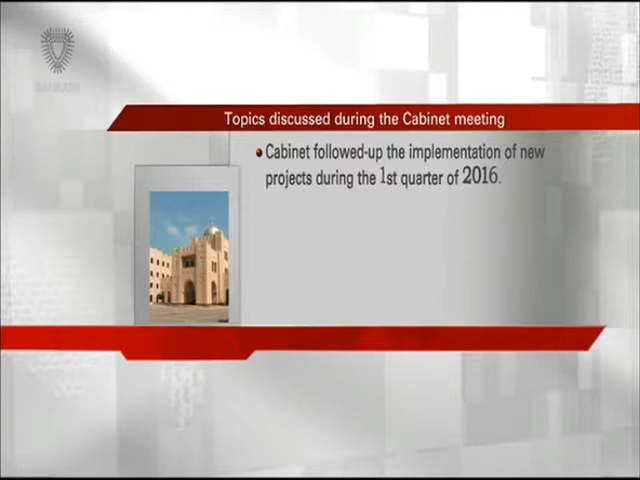 BAHRAIN
Topics discussed during the Cabinet meeting
Cabinet followed-up the implementation of new
projects during the 1st quarter of 2016.